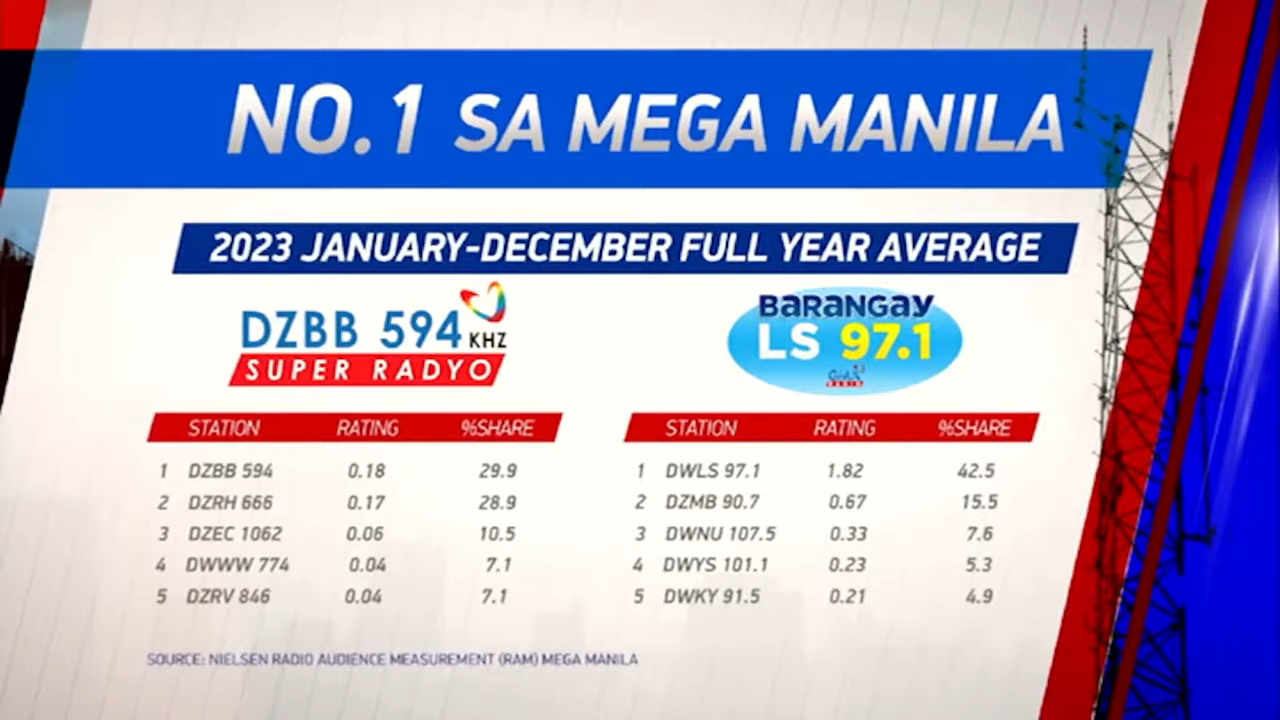 NO.1 SA MEGA MANILA
2023 JANUARY-DECEMBER FULL YEAR AVERAGE
DZBB 594 KHZ
SUPER RADYO
STATION RATING %SHARE
1 DZBB 594 0.18 29.9
2 DZRH 666 0.17 28.9
3 DZEC 1062 0.06 10.5
4 DWWW 774 0.04 7.1
5 DZRV 846 0.04 7.1
BARANGAY
LS 97.1
GMA
RADIO
STATION RATING %SHARE
1 DWLS 97.1 1.82 42.5
2 DZMB 90.7 0.67 15.5
3 DWNU 107.5 0.33 7.6
4 DWYS 101.1 0.23 5.3
5 DWKY 91.5 0.21 4.9
SOURCE: NIELSEN RADIO AUDIENCE MEASUREMENT (RAM) MEGA MANILA